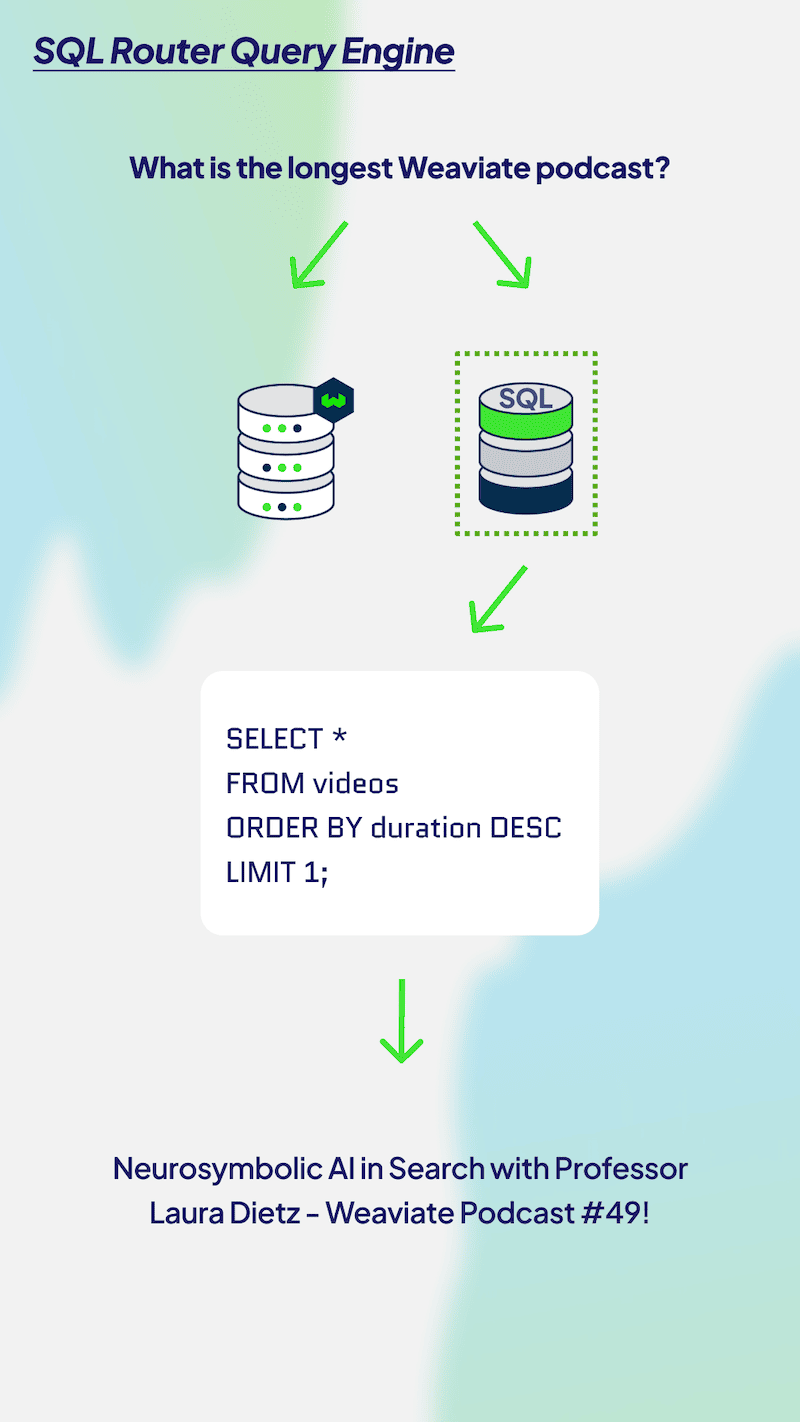 SQL Router Query Engine
What is the longest Weaviate podcast?
SQL
SELECT *
FROM videos
ORDER BY duration DESC
LIMIT 1;
Neurosymbolic AI in Search with Professor
Laura Dietz – Weaviate Podcast #49!